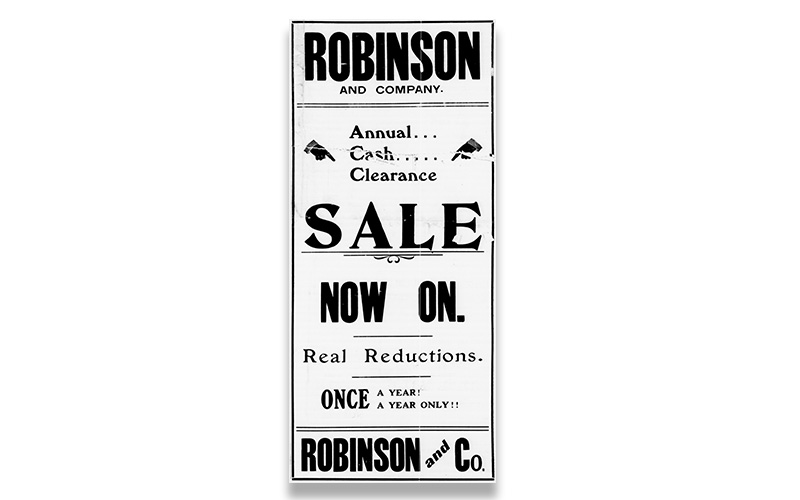 ROBINSON
AND COMPANY.
Annual...
Cash.....
Clearance
SALE
NOW ON.
Real Reductions.
ONCE A YEAR!
A YEAR ONLY!!
ROBINSON and Co.